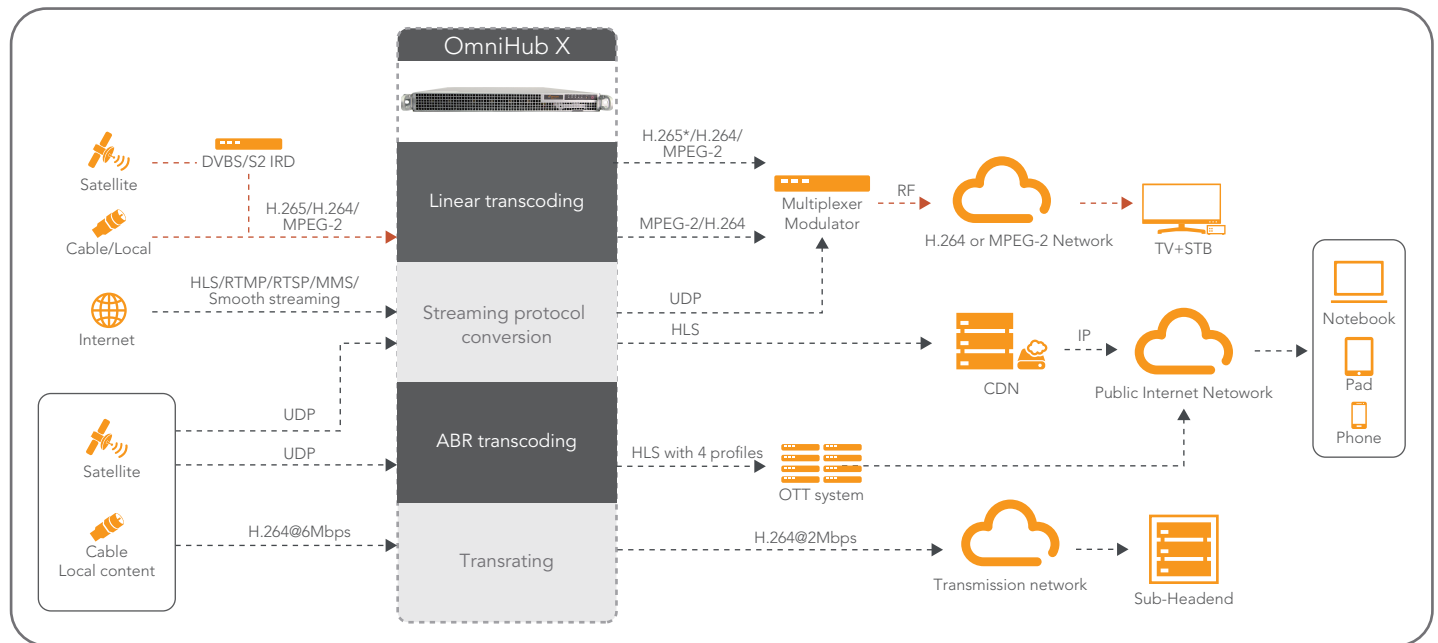 OmniHub X
Satellite
DVBS/S2 IRD
Cable/Local
H.265/H.264/
MPEG-2
Linear transcoding
H.265*/H.264/
MPEG-2
MPEG-2/H.264
Multiplexer
Modulator
RF
H.264 or MPEG-2 Network
TV+STB
Internet
HLS/RTMP/RTSP/MMS/
Smooth streaming
Streaming protocol
conversion
UDP
HLS
CDN
IP
Public Internet Netowork
Notebook
Pad
Phone
Satellite
Cable
Local content
UDP
UDP
ABR transcoding
HLS with 4 profiles
OTT system
H.264@6Mbps
Transrating
H.264@2Mbps
Transmission network
Sub-Headend